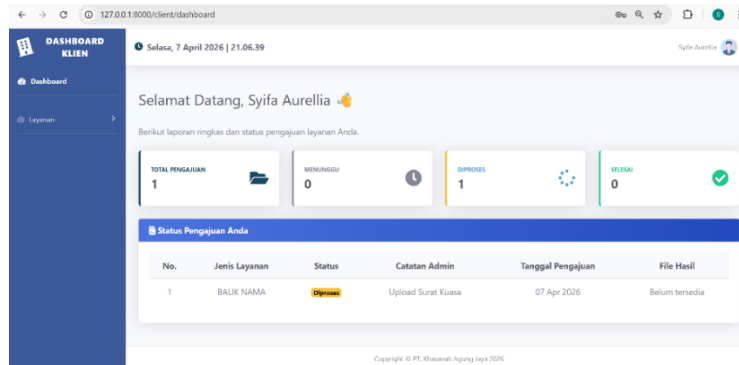 127.0.0.1:8000/client/dashboard
S
DASHBOARD
KLIEN
Selasa, 7 April 2026 | 21.06.39
Syifa Aurellia
Dashboard
Layanan
Selamat Datang, Syifa Aurellia
Berikut laporan ringkas dan status pengajuan layanan Anda.
TOTAL PENGAJUAN
1
MENUNGGU
0
DIPROSES
1
SELESAI
0
Status Pengajuan Anda
No. Jenis Layanan Status Catatan Admin Tanggal Pengajuan File Hasil
1 BALIK NAMA Diproses Upload Surat Kuasa 07 Apr 2026 Belum tersedia
Copyright © PT. Khasanah Agung Jaya 2026